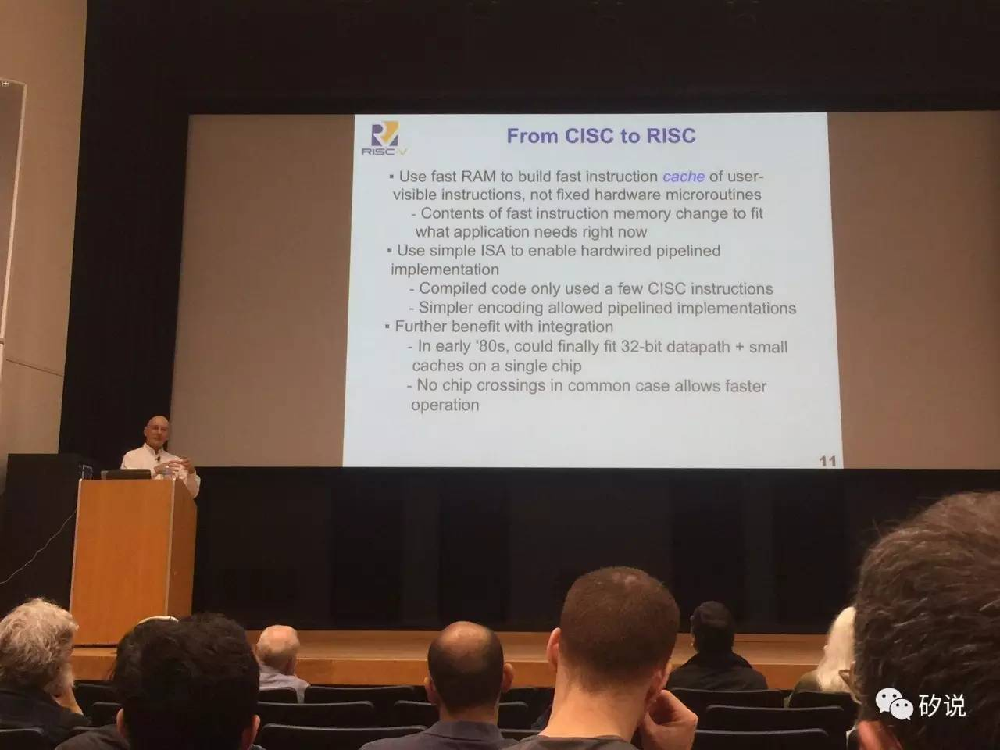 RISC-V
From CISC to RISC
▪ Use fast RAM to build fast instruction cache of user-
visible instructions, not fixed hardware microroutines
- Contents of fast instruction memory change to fit
what application needs right now
▪ Use simple ISA to enable hardwired pipelined
implementation
- Compiled code only used a few CISC instructions
- Simpler encoding allowed pipelined implementations
▪ Further benefit with integration
- In early ‘80s, could finally fit 32-bit datapath + small
caches on a single chip
- No chip crossings in common case allows faster
operation
11
矽说